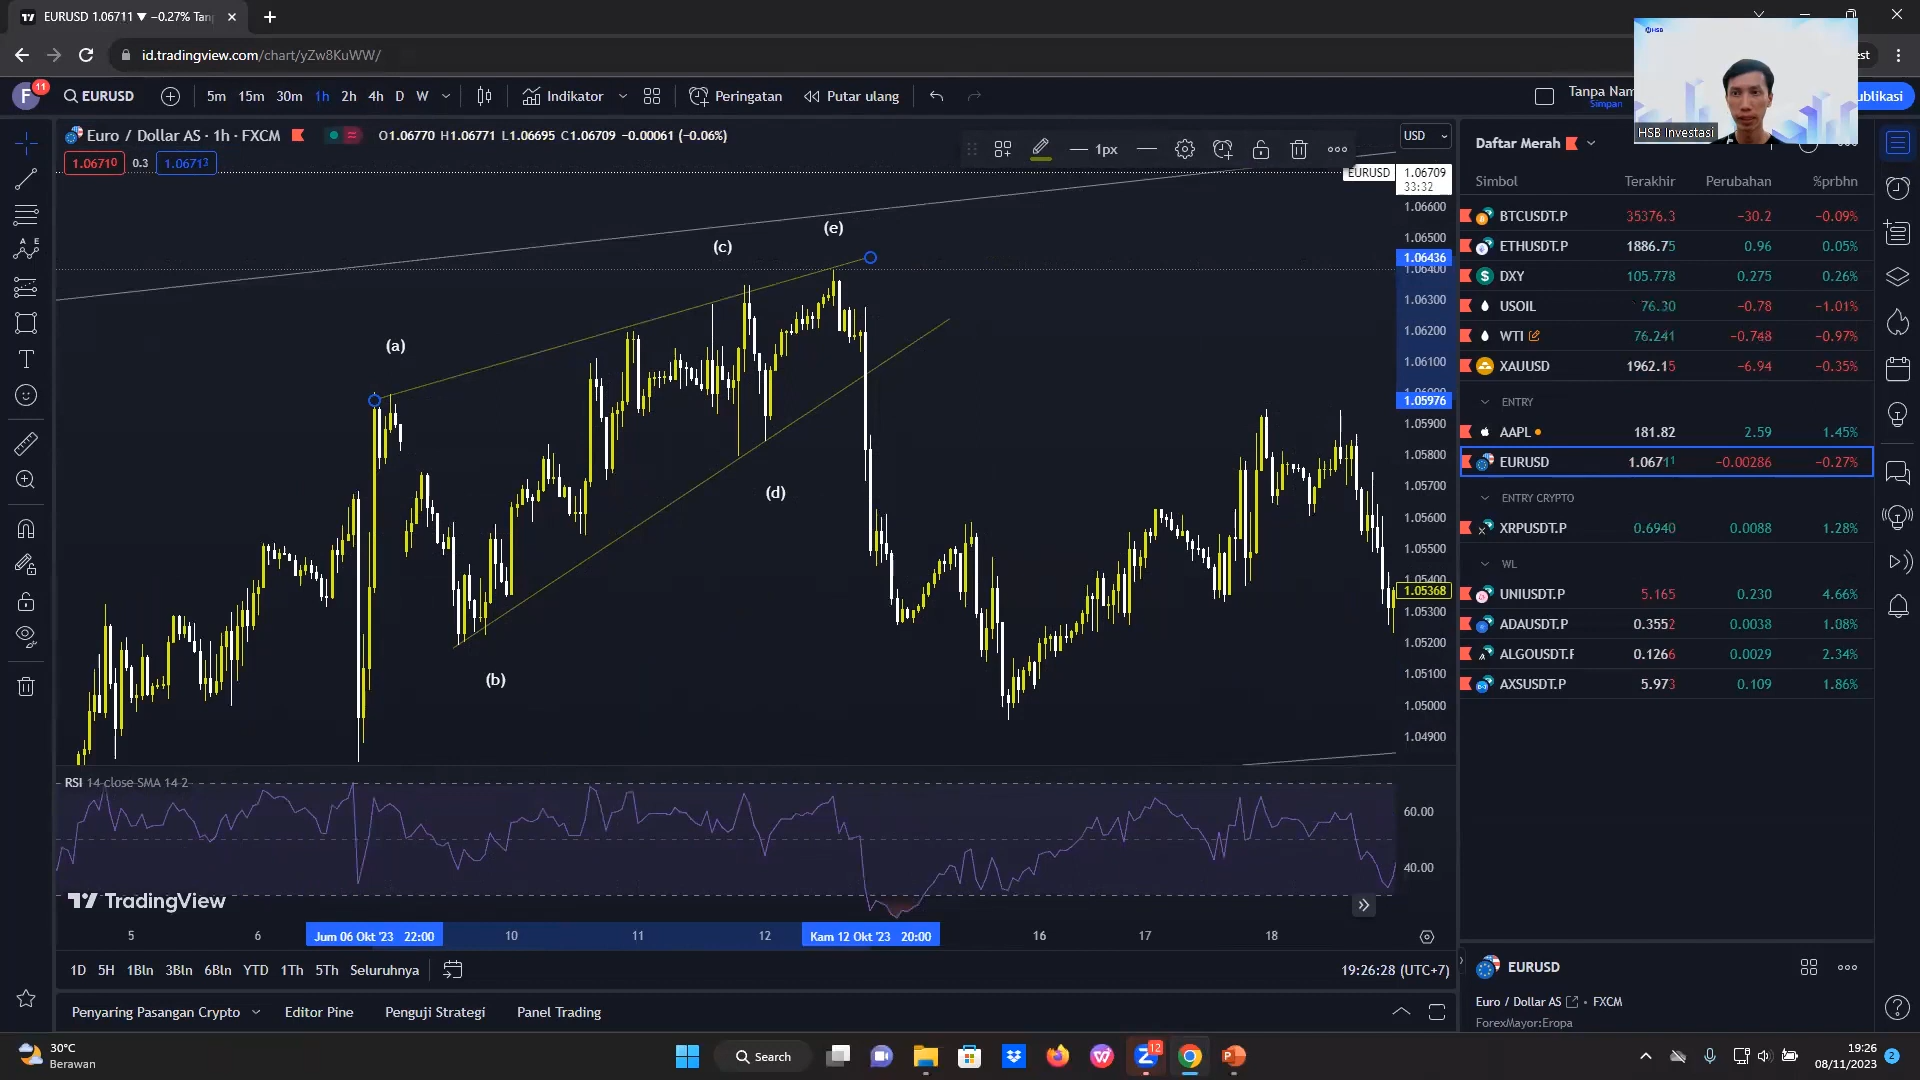 EURUSD 1.06711 ▼ −0.27% Tanp
id.tradingview.com/chart/yZw8KuWW/
F 11 EURUSD 5m 15m 30m 1h 2h 4h D W Indikator Peringatan Putar ulang
Tanpa Nam
Simpan
ublikasi
HSB
HSB Investasi
Euro / Dollar AS · 1h · FXCM O1.06770 H1.06771 L1.06695 C1.06709 −0.00061 (−0.06%)
1.06710 0.3 1.06713
1px
USD
EURUSD 1.06709
33:32
1.06600
1.06500
1.06436
1.06400
1.06300
1.06200
1.06100
1.06000
1.05976
1.05900
1.05800
1.05700
1.05600
1.05500
1.05400
1.05368
1.05300
1.05200
1.05100
1.05000
1.04900
(a)
(b)
(c)
(d)
(e)
RSI 14 close SMA 14 2
60.00
40.00
TradingView
5 6 Jum 06 Okt '23 22:00 10 11 12 Kam 12 Okt '23 20:00 16 17 18
1D 5H 1Bln 3Bln 6Bln YTD 1Th 5Th Seluruhnya
19:26:28 (UTC+7)
Penyaring Pasangan Crypto Editor Pine Penguji Strategi Panel Trading
Daftar Merah
Simbol Terakhir Perubahan %prbhn
BTCUSDT.P 35376.3 −30.2 −0.09%
ETHUSDT.P 1886.75 0.96 0.05%
DXY 105.778 0.275 0.26%
USOIL 76.30 −0.78 −1.01%
WTI 76.241 −0.748 −0.97%
XAUUSD 1962.15 −6.94 −0.35%
ENTRY
AAPL 181.82 2.59 1.45%
EURUSD 1.06711 −0.00286 −0.27%
ENTRY CRYPTO
XRPUSDT.P 0.6940 0.0088 1.28%
WL
UNIUSDT.P 5.165 0.230 4.66%
ADAUSDT.P 0.3552 0.0038 1.08%
ALGOUSDT.F 0.1266 0.0029 2.34%
AXSUSDT.P 5.973 0.109 1.86%
EURUSD
Euro / Dollar AS • FXCM
ForexMayor:Eropa
30°C
Berawan
Search
12
19:26
08/11/2023
2